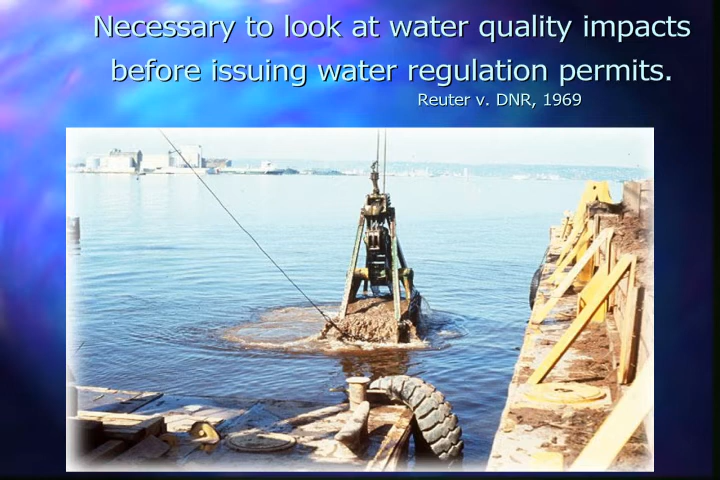 Necessary to look at water quality impacts
before issuing water regulation permits.
Reuter v. DNR, 1969